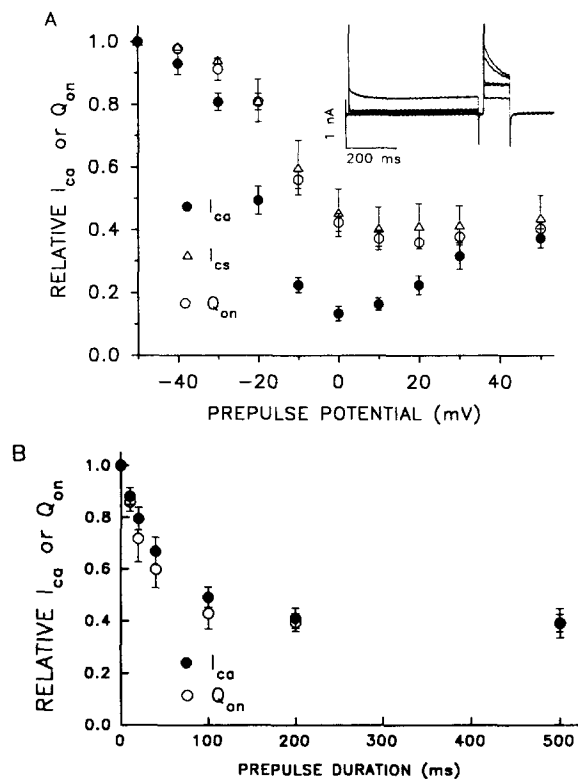 A
RELATIVE I_ca or Q_on
1.0
0.8
0.6
0.4
0.2
0.0
I_ca
I_cs
Q_on
1 nA
200 ms
−40 −20 0 20 40
PREPULSE POTENTIAL (mV)
B
RELATIVE I_ca or Q_on
1.0
0.8
0.6
0.4
0.2
0.0
I_ca
Q_on
0 100 200 300 400 500
PREPULSE DURATION (ms)